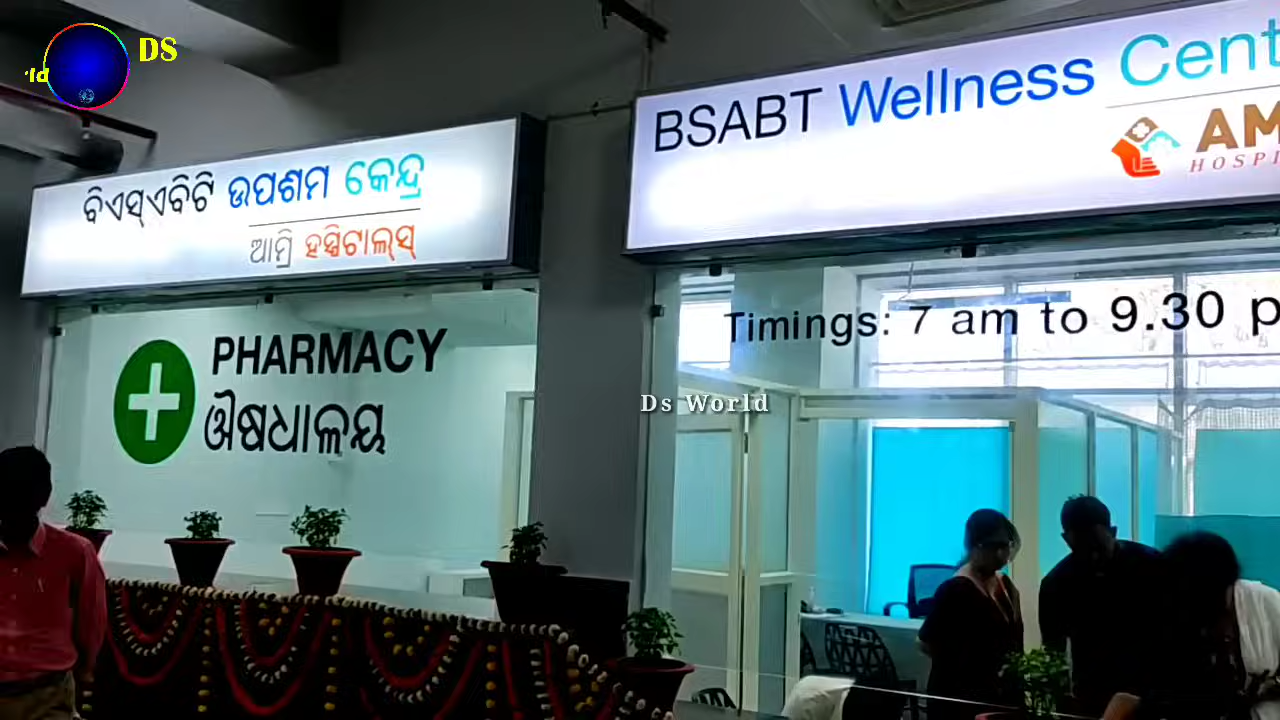 DS
ବିଏସ୍ଏବିଟି ଉପଶମ କେନ୍ଦ୍ର
ଆମ୍ରି ହସ୍ପିଟାଲ୍‌ସ୍
BSABT Wellness Cent
AM
HOSPI
PHARMACY
ଔଷଧାଳୟ
Timings: 7 am to 9.30 p
Ds World